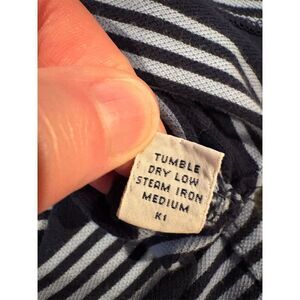 TUMBLE
DRY LOW
STEAM IRON
MEDIUM
K1